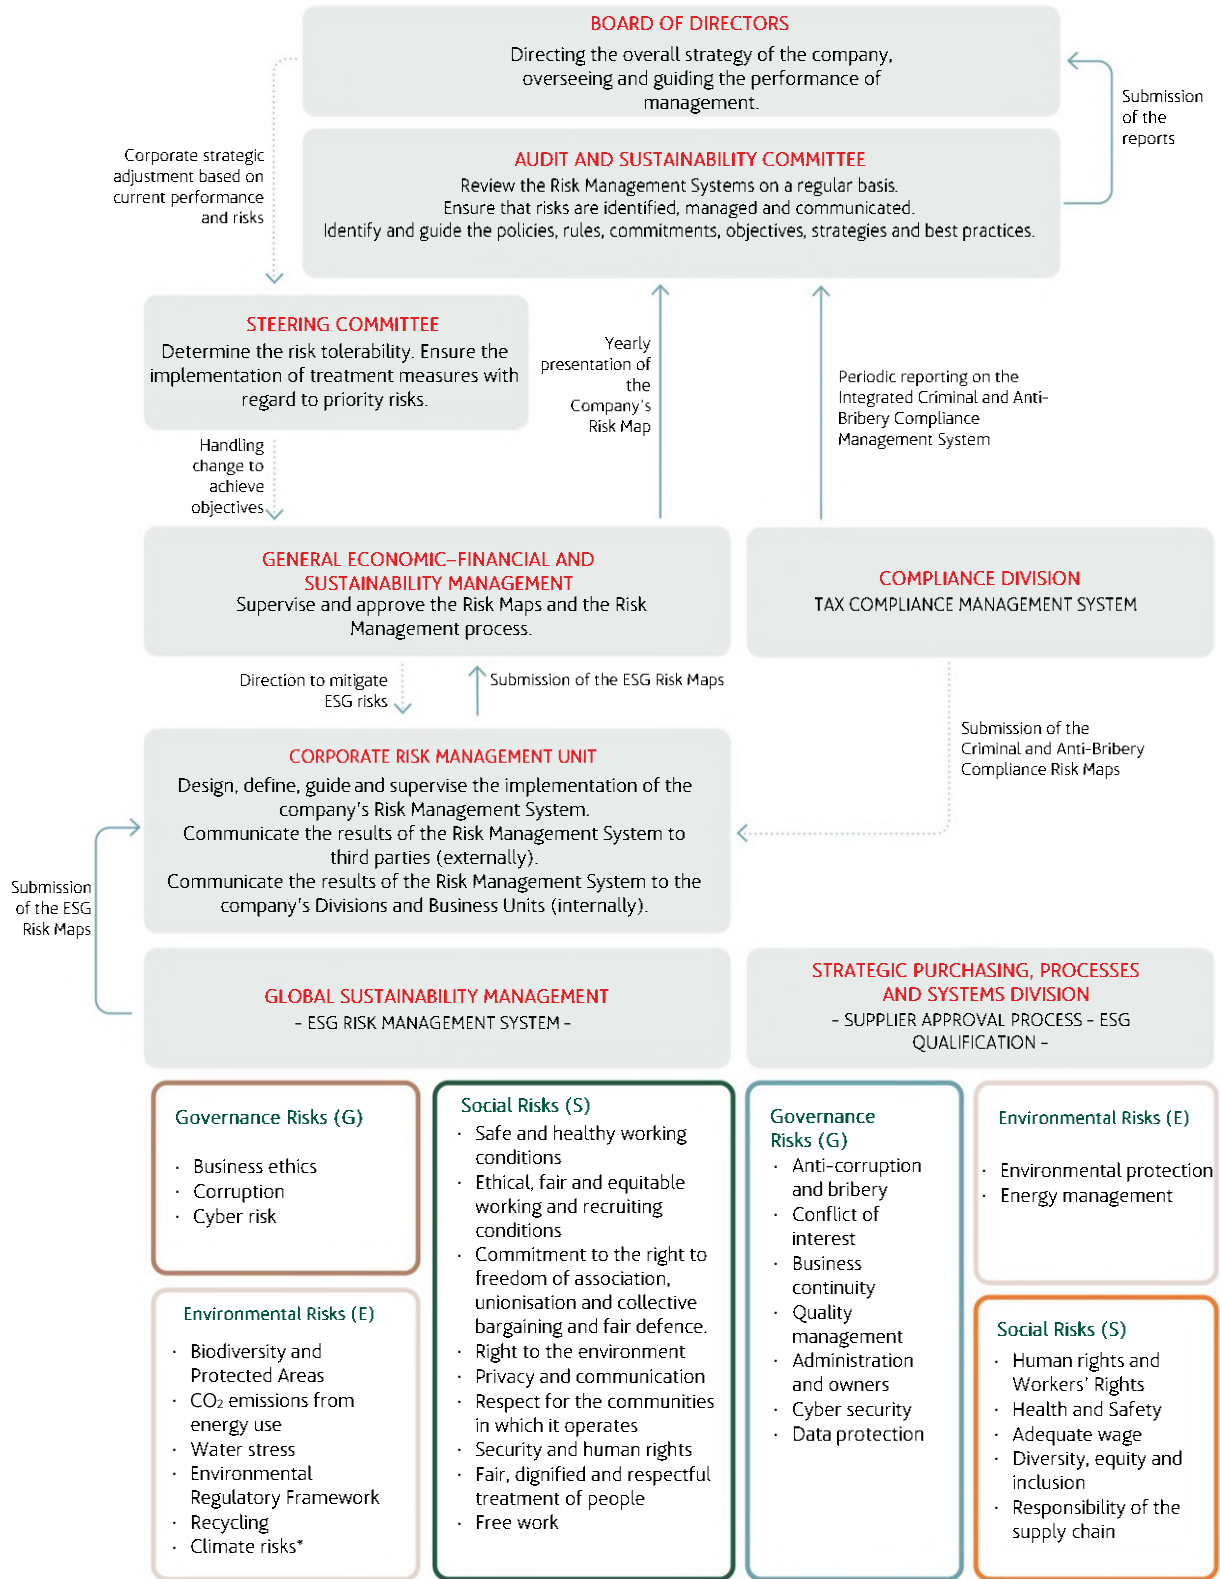 BOARD OF DIRECTORS
Directing the overall strategy of the company,
overseeing and guiding the performance of
management.
Submission
of the
reports
Corporate strategic
adjustment based on
current performance
and risks
AUDIT AND SUSTAINABILITY COMMITTEE
Review the Risk Management Systems on a regular basis.
Ensure that risks are identified, managed and communicated.
Identify and guide the policies, rules, commitments, objectives, strategies and best practices.
STEERING COMMITTEE
Determine the risk tolerability. Ensure the
implementation of treatment measures with
regard to priority risks.
Yearly
presentation of
the
Company's
Risk Map
Periodic reporting on the
Integrated Criminal and Anti-
Bribery Compliance
Management System
Handling
change to
achieve
objectives
GENERAL ECONOMIC–FINANCIAL AND
SUSTAINABILITY MANAGEMENT
Supervise and approve the Risk Maps and the Risk
Management process.
COMPLIANCE DIVISION
TAX COMPLIANCE MANAGEMENT SYSTEM
Direction to mitigate
ESG risks
Submission of the ESG Risk Maps
Submission of the
Criminal and Anti-Bribery
Compliance Risk Maps
CORPORATE RISK MANAGEMENT UNIT
Design, define, guide and supervise the implementation of the
company's Risk Management System.
Communicate the results of the Risk Management System to
third parties (externally).
Communicate the results of the Risk Management System to the
company's Divisions and Business Units (internally).
Submission
of the ESG
Risk Maps
GLOBAL SUSTAINABILITY MANAGEMENT
– ESG RISK MANAGEMENT SYSTEM –
STRATEGIC PURCHASING, PROCESSES
AND SYSTEMS DIVISION
– SUPPLIER APPROVAL PROCESS – ESG
QUALIFICATION –
Governance Risks (G)
· Business ethics
· Corruption
· Cyber risk
Environmental Risks (E)
· Biodiversity and
Protected Areas
· CO₂ emissions from
energy use
· Water stress
· Environmental
Regulatory Framework
· Recycling
· Climate risks*
Social Risks (S)
· Safe and healthy working
conditions
· Ethical, fair and equitable
working and recruiting
conditions
· Commitment to the right to
freedom of association,
unionisation and collective
bargaining and fair defence.
· Right to the environment
· Privacy and communication
· Respect for the communities
in which it operates
· Security and human rights
· Fair, dignified and respectful
treatment of people
· Free work
Governance
Risks (G)
· Anti-corruption
and bribery
· Conflict of
interest
· Business
continuity
· Quality
management
· Administration
and owners
· Cyber security
· Data protection
Environmental Risks (E)
· Environmental protection
· Energy management
Social Risks (S)
· Human rights and
Workers' Rights
· Health and Safety
· Adequate wage
· Diversity, equity and
inclusion
· Responsibility of the
supply chain